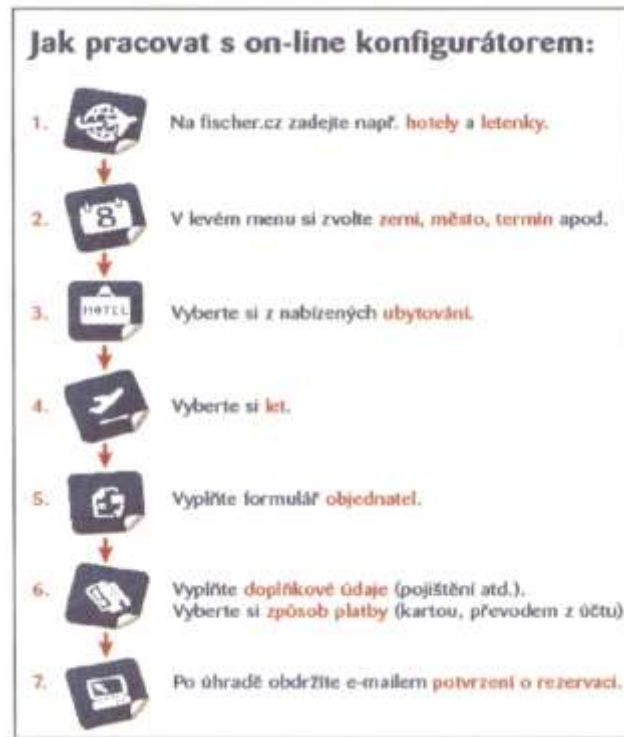 Jak pracovat s on-line konfigurátorem:
1. Na fischer.cz zadejte např. hotely a letenky.
8
2. V levém menu si zvolte zemi, město, termín apod.
HOTEL
3. Vyberte si z nabízených ubytování.
4. Vyberte si let.
5. Vyplňte formulář objednatel.
6. Vyplňte doplňkové údaje (pojištění atd.).
Vyberte si způsob platby (kartou, převodem z účtu)
7. Po úhradě obdržíte e-mailem potvrzení o rezervaci.